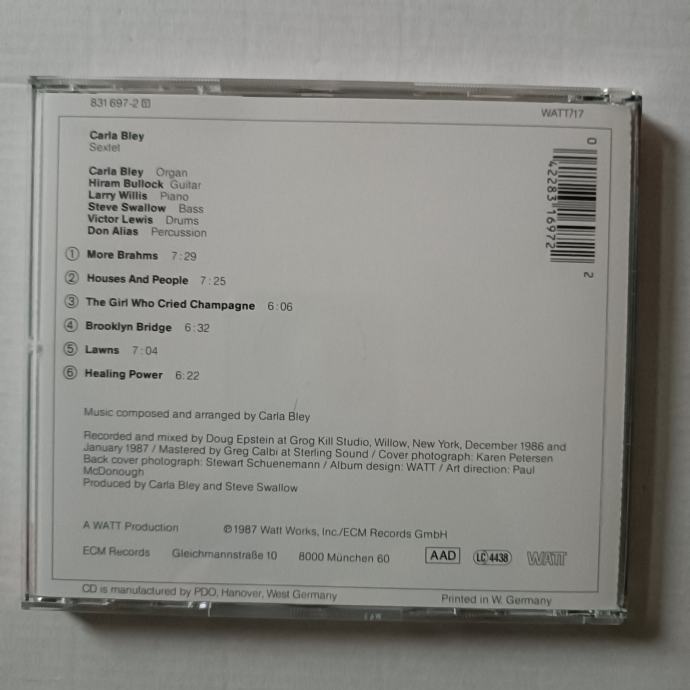 831 697-2
WATT/17
Carla Bley
Sextet
Carla Bley Organ
Hiram Bullock Guitar
Larry Willis Piano
Steve Swallow Bass
Victor Lewis Drums
Don Alias Percussion
① More Brahms 7:29
② Houses And People 7:25
③ The Girl Who Cried Champagne 6:06
④ Brooklyn Bridge 6:32
⑤ Lawns 7:04
⑥ Healing Power 6:22
Music composed and arranged by Carla Bley
Recorded and mixed by Doug Epstein at Grog Kill Studio, Willow, New York, December 1986 and
January 1987 / Mastered by Greg Calbi at Sterling Sound / Cover photograph: Karen Petersen
Back cover photograph: Stewart Schuenemann / Album design: WATT / Art direction: Paul
McDonough
Produced by Carla Bley and Steve Swallow
A WATT Production ℗1987 Watt Works, Inc./ECM Records GmbH
ECM Records Gleichmannstraße 10 8000 München 60 AAD LC 4438 WATT
CD is manufactured by PDO, Hanover, West Germany
Printed in W. Germany
0 42283 16972 2